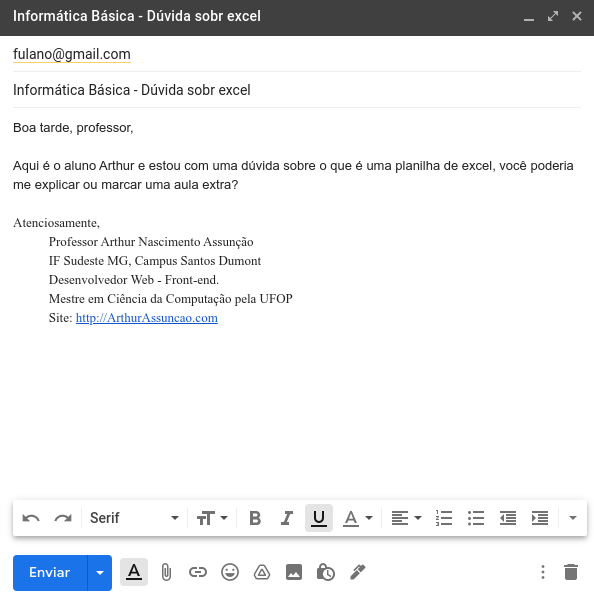 Informática Básica - Dúvida sobr excel
fulano@gmail.com
Informática Básica - Dúvida sobr excel
Boa tarde, professor,
Aqui é o aluno Arthur e estou com uma dúvida sobre o que é uma planilha de excel, você poderia
me explicar ou marcar uma aula extra?
Atenciosamente,
Professor Arthur Nascimento Assunção
IF Sudeste MG, Campus Santos Dumont
Desenvolvedor Web - Front-end.
Mestre em Ciência da Computação pela UFOP
Site: http://ArthurAssuncao.com
Serif
Enviar